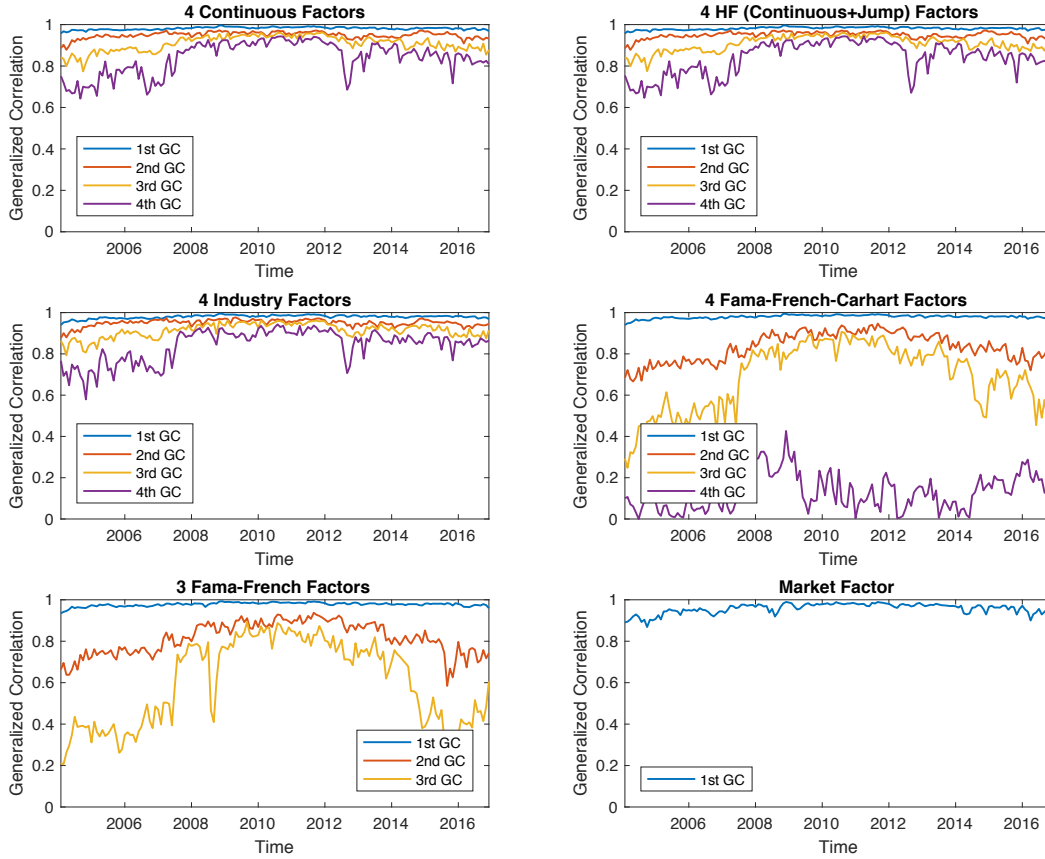 4 Continuous Factors
Generalized Correlation
1
0.8
0.6
0.4
0.2
0
1st GC
2nd GC
3rd GC
4th GC
2006 2008 2010 2012 2014 2016
Time
4 HF (Continuous+Jump) Factors
Generalized Correlation
1
0.8
0.6
0.4
0.2
0
1st GC
2nd GC
3rd GC
4th GC
2006 2008 2010 2012 2014 2016
Time
4 Industry Factors
Generalized Correlation
1
0.8
0.6
0.4
0.2
0
1st GC
2nd GC
3rd GC
4th GC
2006 2008 2010 2012 2014 2016
Time
4 Fama-French-Carhart Factors
Generalized Correlation
1
0.8
0.6
0.4
0.2
0
1st GC
2nd GC
3rd GC
4th GC
2006 2008 2010 2012 2014 2016
Time
3 Fama-French Factors
Generalized Correlation
1
0.8
0.6
0.4
0.2
0
1st GC
2nd GC
3rd GC
2006 2008 2010 2012 2014 2016
Time
Market Factor
Generalized Correlation
1
0.8
0.6
0.4
0.2
0
1st GC
2006 2008 2010 2012 2014 2016
Time